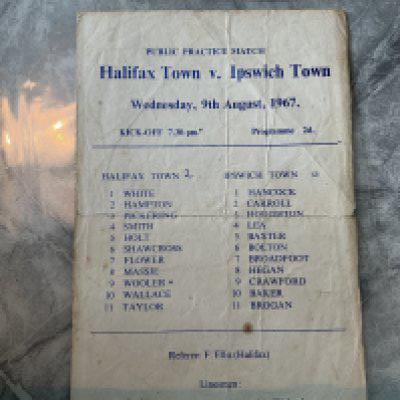 PUBLIC PRACTICE MATCH
Halifax Town v. Ipswich Town
Wednesday, 9th August, 1967.
KICK-OFF 7.30 pm. Programme 2d.
HALIFAX TOWN 2 IPSWICH TOWN
1 WHITE 1 HANCOCK
2 HAMPTON 2 CARROLL
3 PICKERING 3 HOUGHTON
4 SMITH 4 LEA
5 HOLT 5 BAXTER
6 SHAWCROSS 6 BOLTON
7 FLOWER 7 BROADFOOT
8 MASSIE 8 HEGAN
9 WOOLER 9 CRAWFORD
10 WALLACE 10 BAKER
11 TAYLOR 11 BROGAN
Referee F (Halifax)
Linesmen: